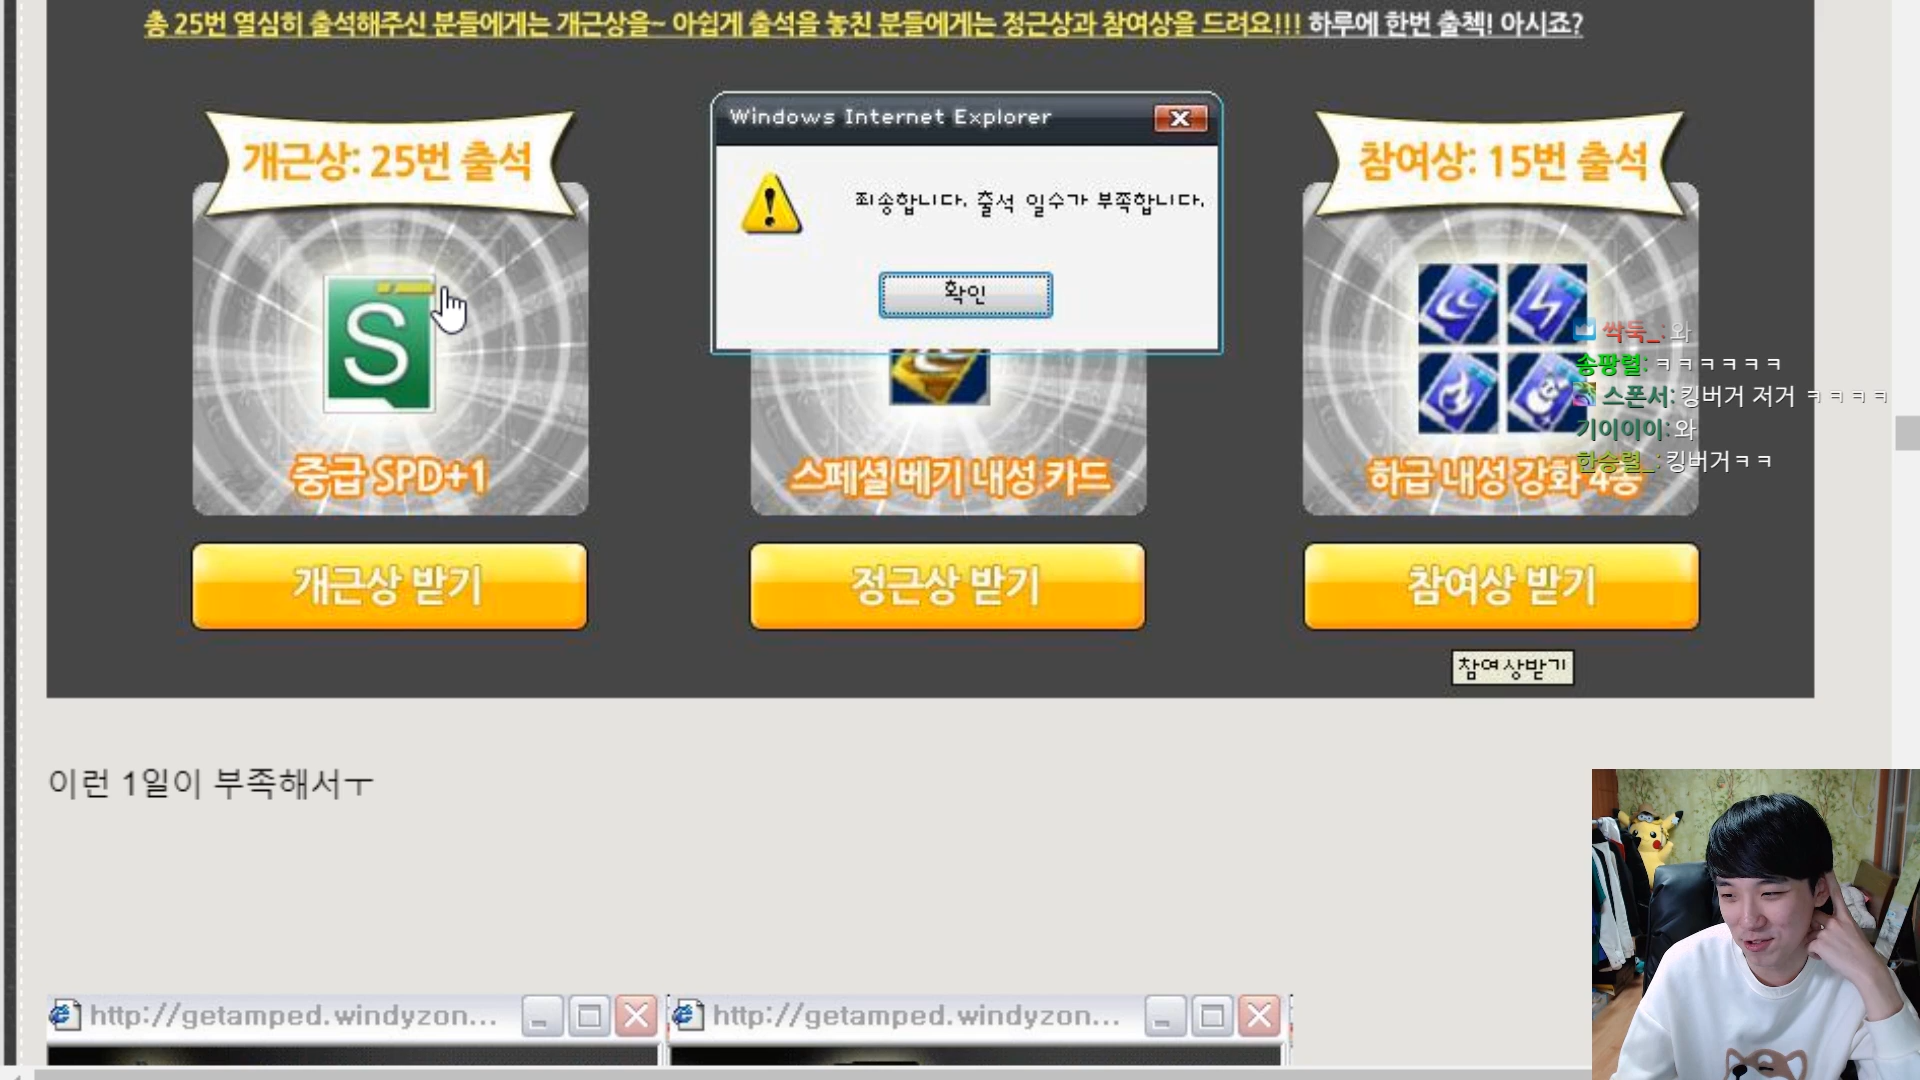 총 25번 열심히 출석해주신 분들에게는 개근상을~ 아쉽게 출석을 놓친 분들에게는 정근상과 참여상을 드려요!!! 하루에 한번 출첵! 아시죠?
Windows Internet Explorer
개근상: 25번 출석
참여상: 15번 출석
죄송합니다. 출석 일수가 부족합니다.
확인
S
싹둑_: 와
송팡렬: ㅋㅋㅋㅋㅋㅋ
스폰서: 킹버거 저거 ㅋㅋㅋㅋ
기이이이: 와
한승렬_: 킹버거ㅋㅋ
중급 SPD+1
스페셜 베기 내성 카드
하급 내성 강화 4종
개근상 받기
정근상 받기
참여상 받기
참여상받기
이런 1일이 부족해서ㅜ
http://getamped.windyzon...
http://getamped.windyzon...